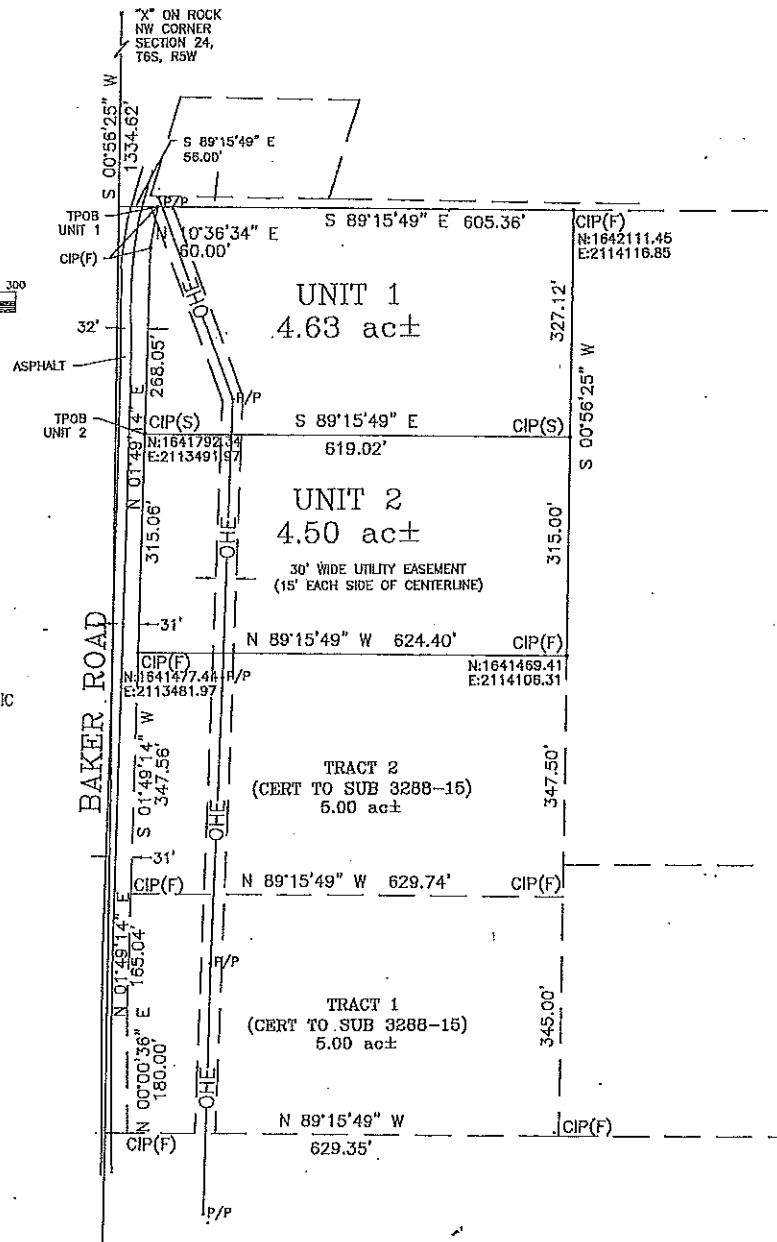 "X" ON ROCK
NW CORNER
SECTION 24,
T6S, R5W
S 00°56'25" W
1334.62'
S 89°15'49" E
56.00'
P/P
TPOB
UNIT 1
CIP(F)
N 10°36'34" E
60.00'
S 89°15'49" E 605.36'
CIP(F)
N:1642111.45
E:2114116.85
300
32'
ASPHALT
OHE
UNIT 1
4.63 ac±
327.12'
268.05'
P/P
TPOB
UNIT 2
CIP(S)
S 89°15'49" E
CIP(S)
S 00°56'25" W
N:1641792.34
E:2113491.97
619.02'
N 01°49'14" E
315.06'
UNIT 2
4.50 ac±
315.00'
OHE
30' WIDE UTILITY EASEMENT
(15' EACH SIDE OF CENTERLINE)
31'
N 89°15'49" W 624.40'
CIP(F)
CIP(F)
N:1641477.44
E:2113481.97
P/P
N:1641469.41
E:2114106.31
IC
BAKER ROAD
S 01°49'14" W
347.56'
TRACT 2
(CERT TO SUB 3288-15)
5.00 ac±
347.50'
OHE
31'
CIP(F)
N 89°15'49" W 629.74'
CIP(F)
N 01°49'14" E
165.04'
P/P
TRACT 1
(CERT TO SUB 3288-15)
5.00 ac±
345.00'
N 00°00'36" E
180.00'
OHE
N 89°15'49" W
CIP(F)
CIP(F)
629.35'
P/P